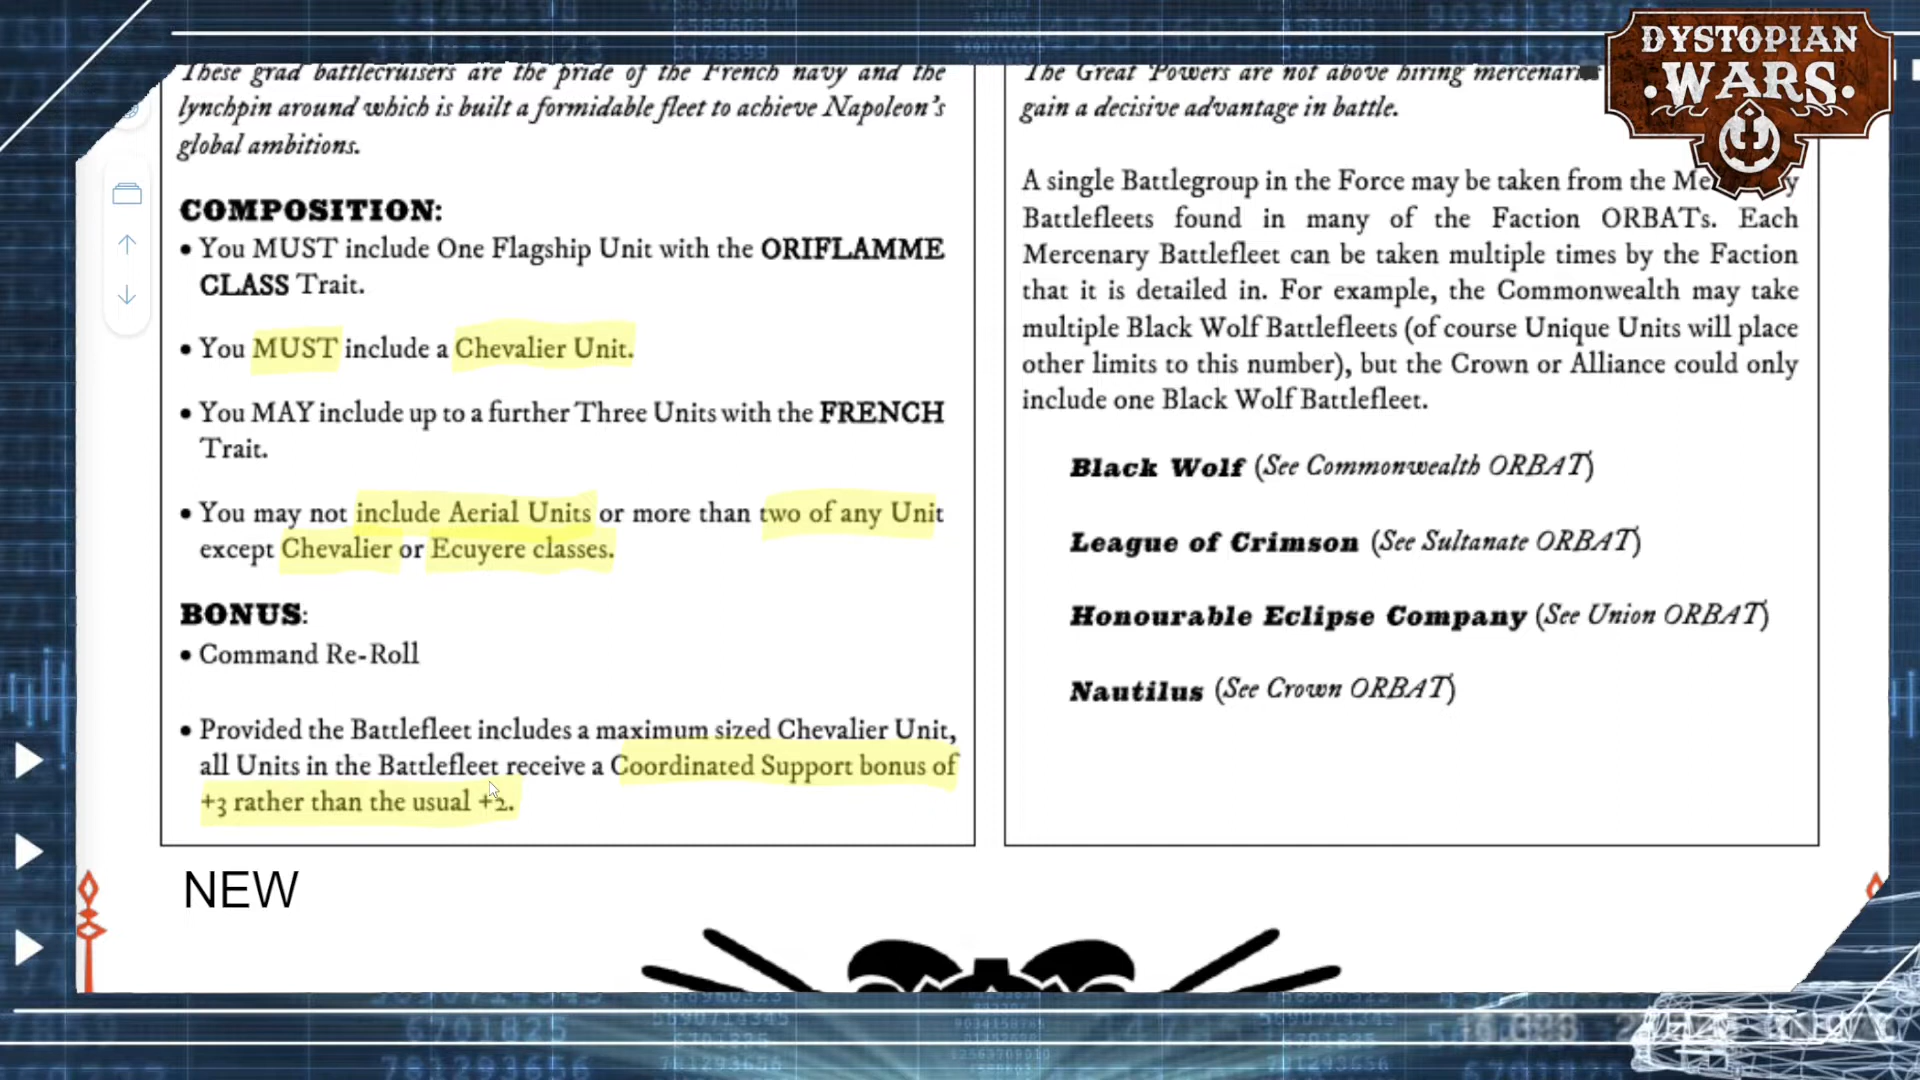 DYSTOPIAN
WARS
These grad battlecruisers are the pride of the French navy and the
lynchpin around which is built a formidable fleet to achieve Napoleon's
global ambitions.
COMPOSITION:
• You MUST include One Flagship Unit with the ORIFLAMME
CLASS Trait.
• You MUST include a Chevalier Unit.
• You MAY include up to a further Three Units with the FRENCH
Trait.
• You may not include Aerial Units or more than two of any Unit
except Chevalier or Ecuyere classes.
BONUS:
• Command Re-Roll
• Provided the Battlefleet includes a maximum sized Chevalier Unit,
all Units in the Battlefleet receive a Coordinated Support bonus of
+3 rather than the usual +2.
NEW
The Great Powers are not above hiring
gain a decisive advantage in battle.
A single Battlegroup in the Force may be taken from the
Battlefleets found in many of the Faction ORBATs. Each
Mercenary Battlefleet can be taken multiple times by the Faction
that it is detailed in. For example, the Commonwealth may take
multiple Black Wolf Battlefleets (of course Unique Units will place
other limits to this number), but the Crown or Alliance could only
include one Black Wolf Battlefleet.
Black Wolf (See Commonwealth ORBAT)
League of Crimson (See Sultanate ORBAT)
Honourable Eclipse Company (See Union ORBAT)
Nautilus (See Crown ORBAT)
6701825
781293656